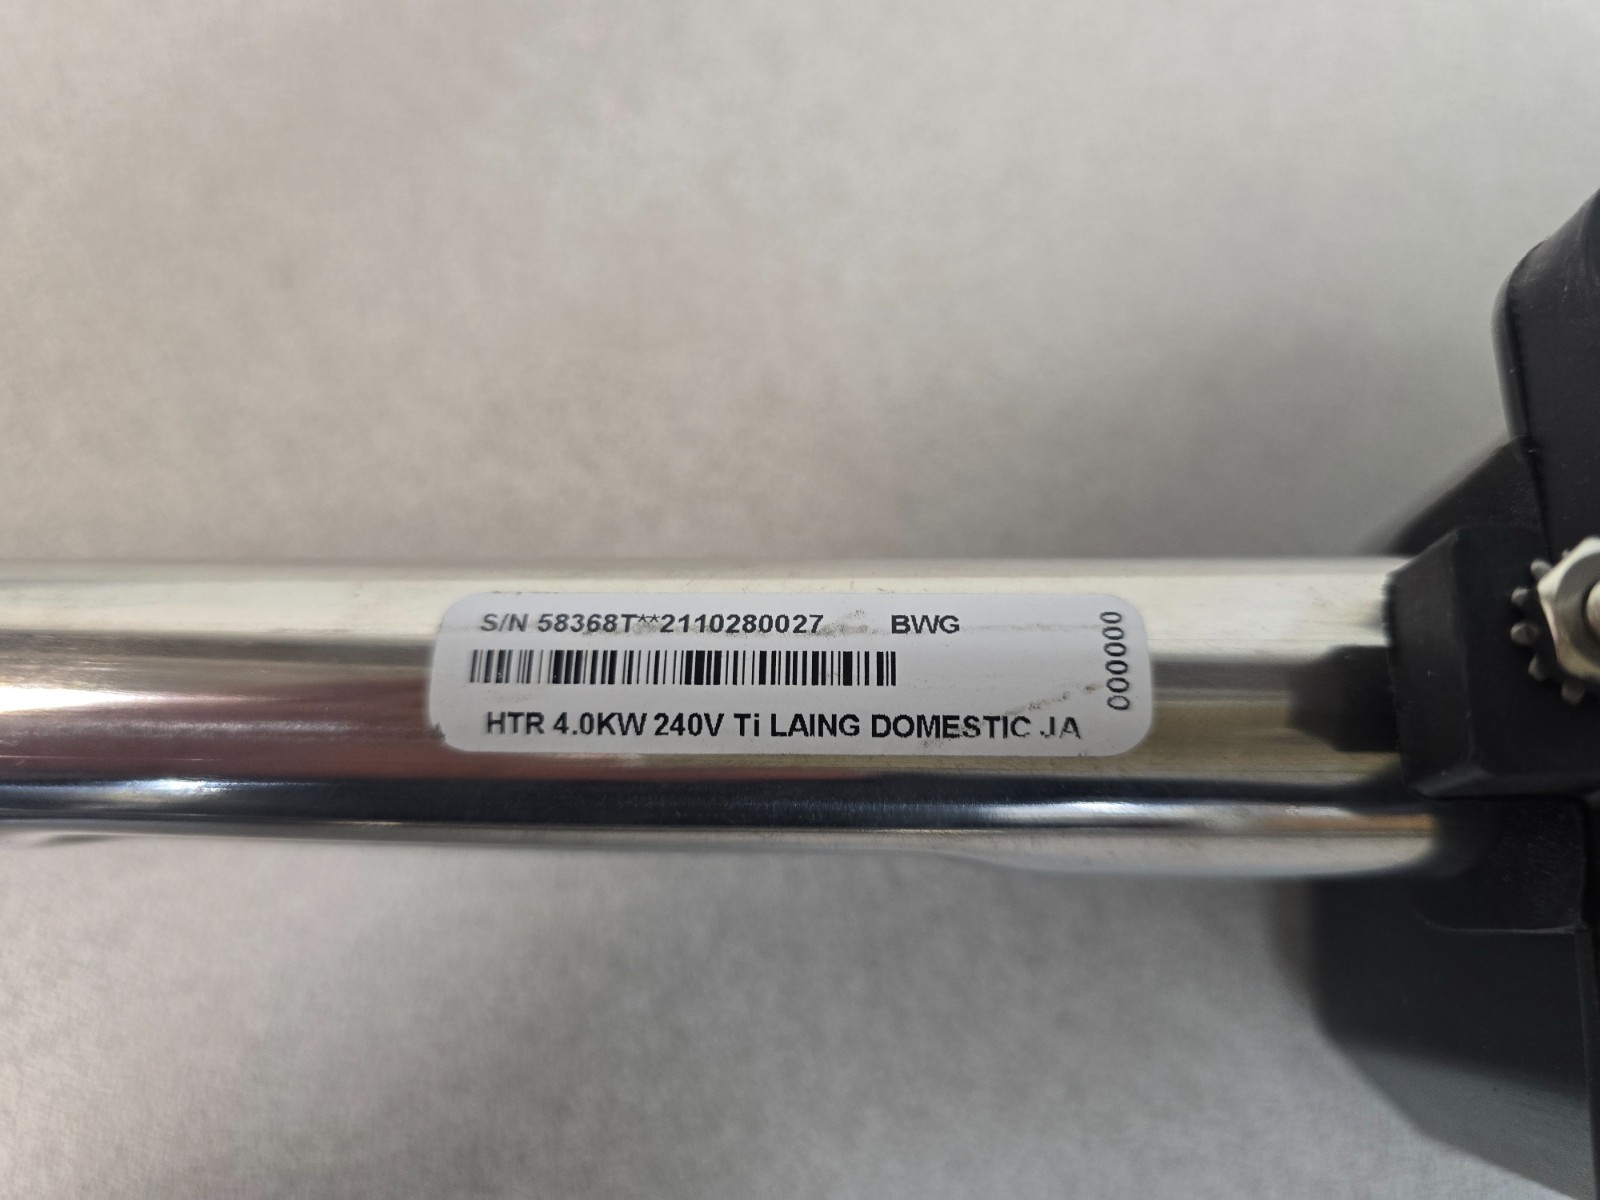 S/N 58368T**2110280027 BWG
HTR 4.0KW 240V Ti LAING DOMESTIC JA
000000